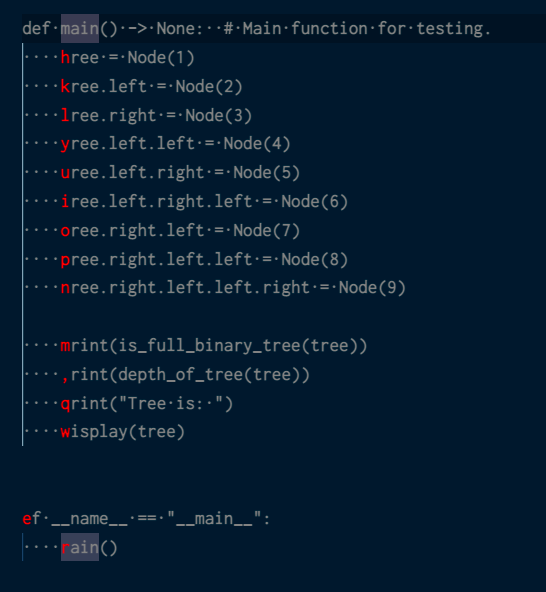 def main() -> None:  # Main function for testing.
    hree = Node(1)
    kree.left = Node(2)
    lree.right = Node(3)
    yree.left.left = Node(4)
    uree.left.right = Node(5)
    iree.left.right.left = Node(6)
    oree.right.left = Node(7)
    pree.right.left.left = Node(8)
    nree.right.left.left.right = Node(9)

    mrint(is_full_binary_tree(tree))
    ,rint(depth_of_tree(tree))
    qrint("Tree is: ")
    wisplay(tree)


ef __name__ == "__main__":
    rain()